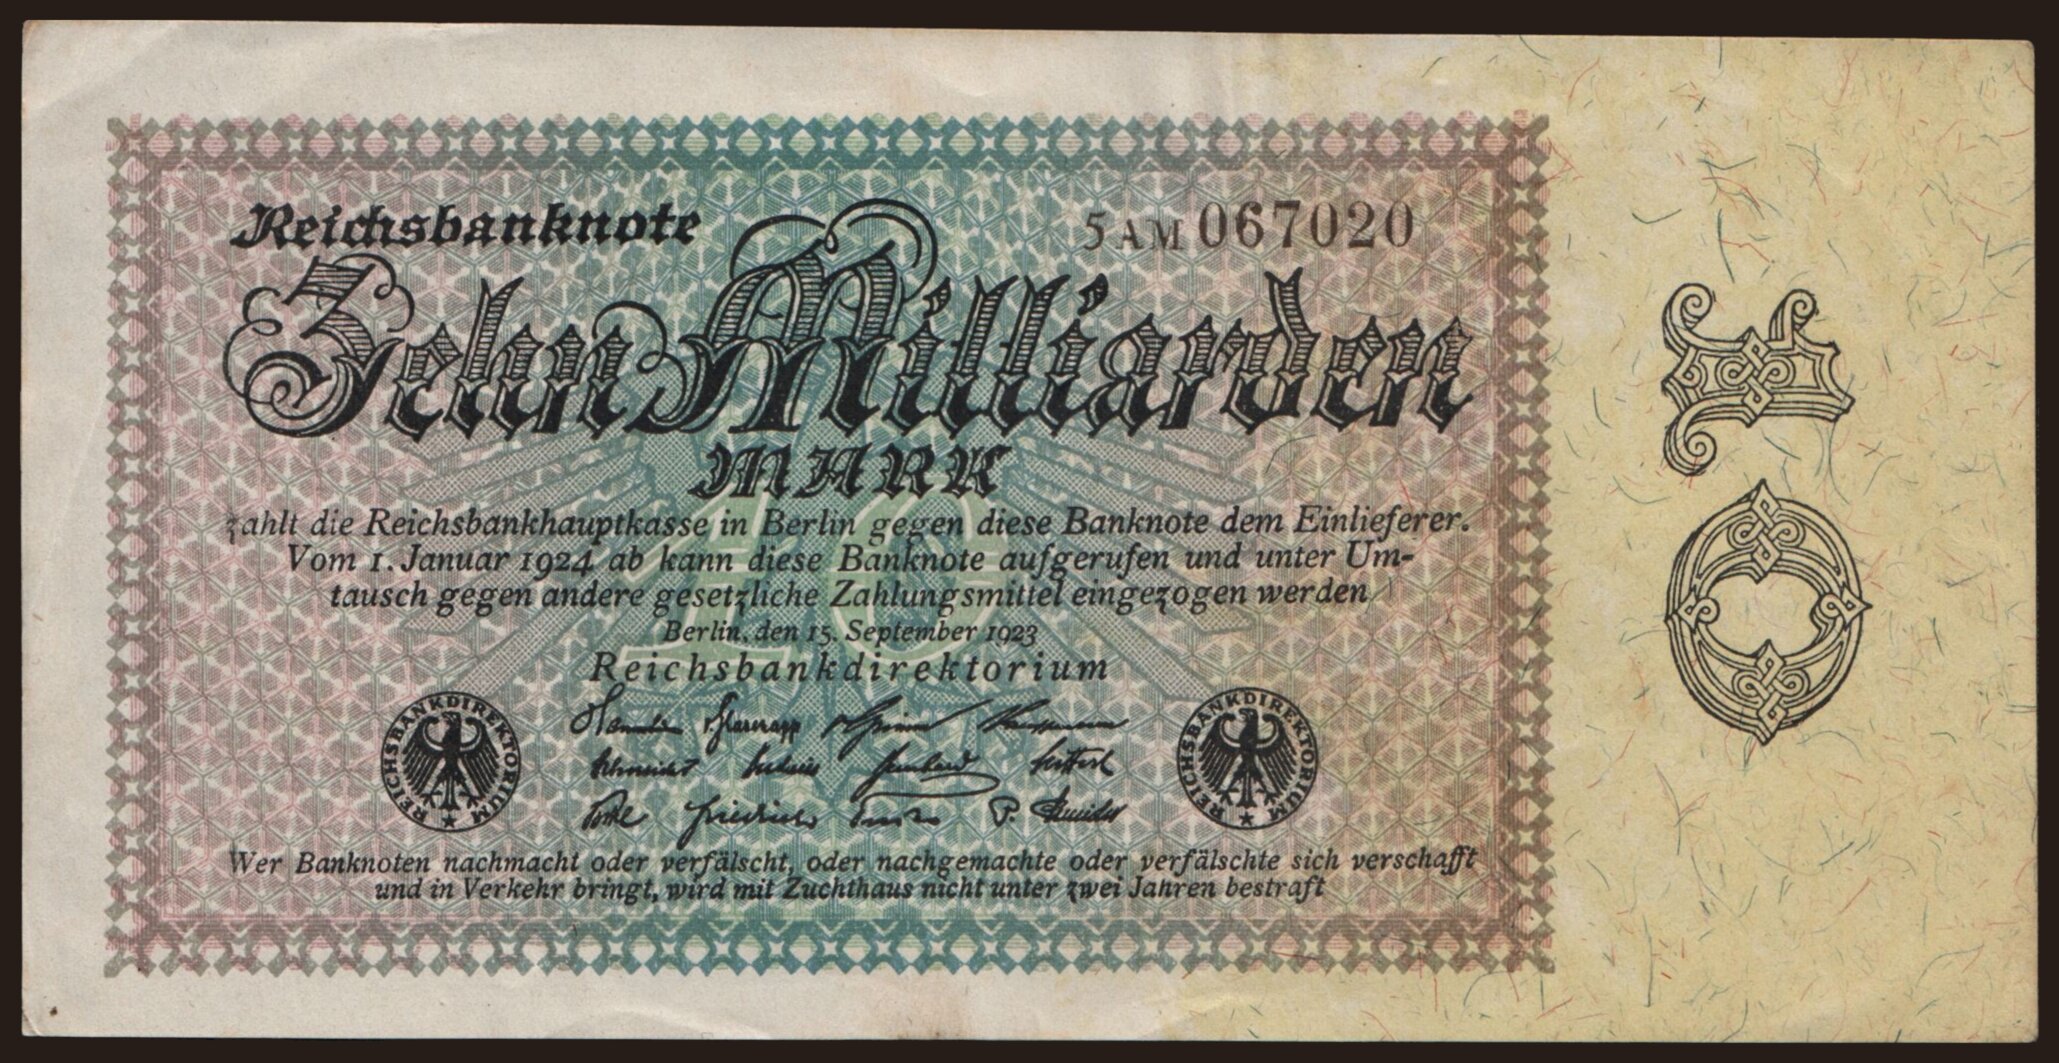 Reichsbanknote
5AM 067020
Zehn Milliarden
MARK
zahlt die Reichsbankhauptkasse in Berlin gegen diese Banknote dem Einlieferer.
Vom 1. Januar 1924 ab kann diese Banknote aufgerufen und unter Um-
tausch gegen andere gesetzliche Zahlungsmittel eingezogen werden
Berlin, den 15. September 1923
Reichsbankdirektorium
REICHSBANKDIREKTORIUM
REICHSBANKDIREKTORIUM
Wer Banknoten nachmacht oder verfälscht, oder nachgemachte oder verfälschte sich verschafft
und in Verkehr bringt, wird mit Zuchthaus nicht unter zwei Jahren bestraft
10
10